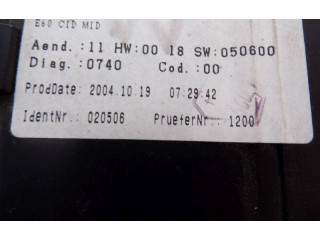 E60 CID MID
Aend.:11 HW:00 18 SW:050600
Diag.:0740 Cod.:00
ProdDate: 2004.10.19 07:29:42
IdentNr.: 020506 PrueferNr.: 1200